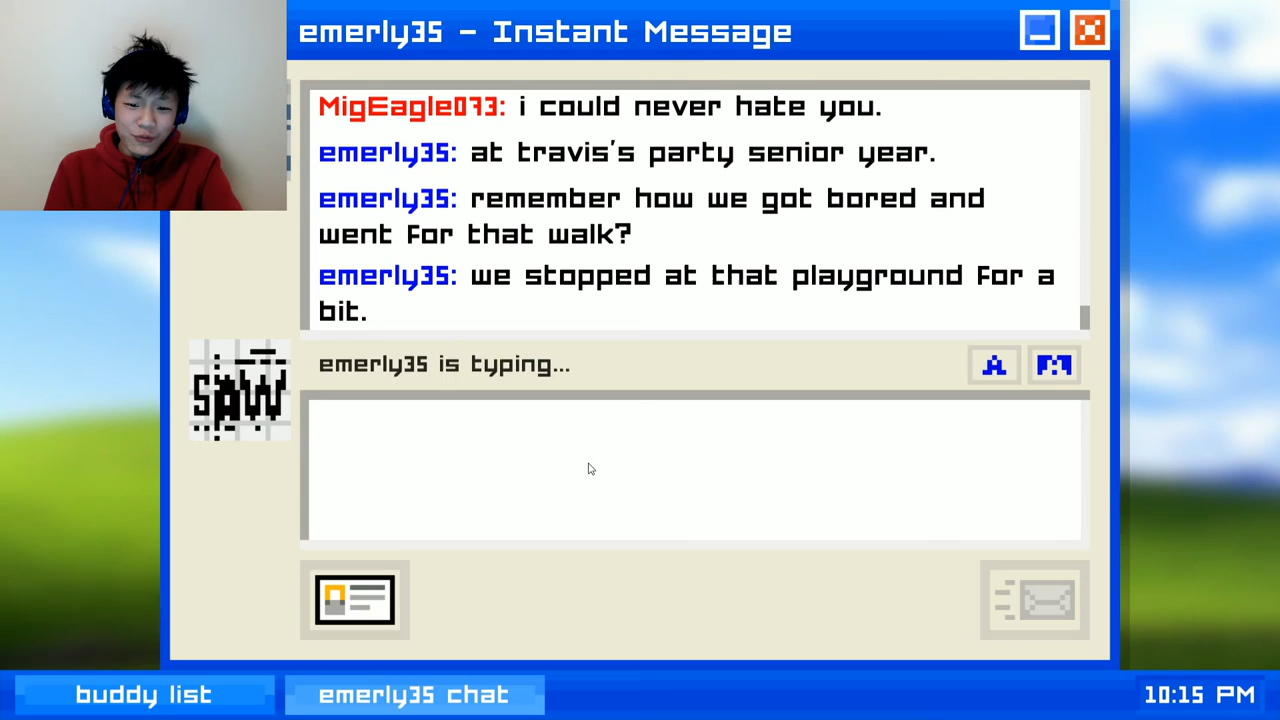 emerly35 - Instant Message
MigEagle073: i could never hate you.
emerly35: at travis's party senior year.
emerly35: remember how we got bored and
went for that walk?
emerly35: we stopped at that playground for a
bit.
emerly35 is typing...
A
SAW
buddy list
emerly35 chat
10:15 PM